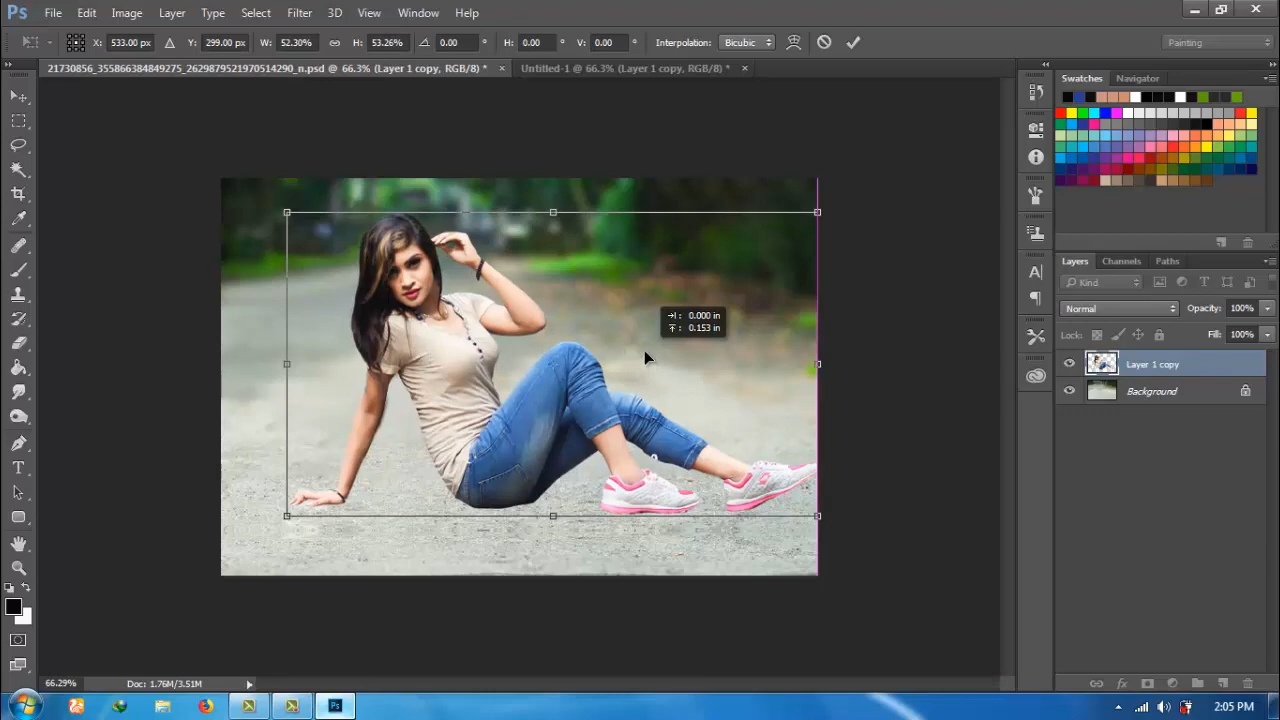 Ps File Edit Image Layer Type Select Filter 3D View Window Help
X: 533.00 px Y: 299.00 px W: 52.30% H: 53.26% 0.00 ° H: 0.00 ° V: 0.00 ° Interpolation: Bicubic Painting
21730856_355866384849275_2629879521970514290_n.psd @ 66.3% (Layer 1 copy, RGB/8) * × Untitled-1 @ 66.3% (Layer 1 copy, RGB/8) * ×
Swatches Navigator
Layers Channels Paths
Kind
Normal Opacity: 100%
Lock: Fill: 100%
Layer 1 copy
Background
0.000 in
0.153 in
66.29% Doc: 1.76M/3.51M
Ps 2:05 PM